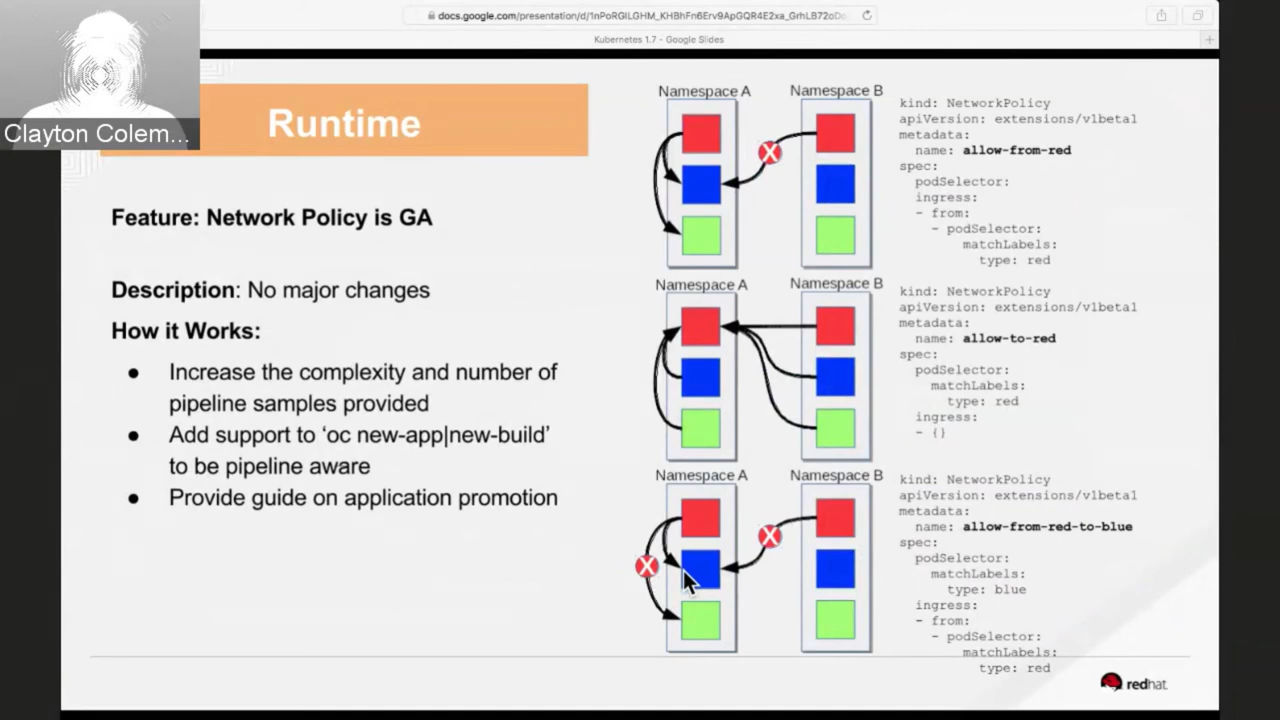 docs.google.com/presentation/d/1nPoRGlLGHM_KHBhFn6Erv9ApGQR4E2xa_GrhLB72oDs
Kubernetes 1.7 - Google Slides
Clayton Colem...
Runtime
Feature: Network Policy is GA
Description: No major changes
How it Works:
● Increase the complexity and number of
pipeline samples provided
● Add support to ‘oc new-app|new-build’
to be pipeline aware
● Provide guide on application promotion
Namespace A
Namespace B
X
kind: NetworkPolicy
apiVersion: extensions/v1beta1
metadata:
name: allow-from-red
spec:
podSelector:
ingress:
- from:
- podSelector:
matchLabels:
type: red
Namespace A
Namespace B
kind: NetworkPolicy
apiVersion: extensions/v1beta1
metadata:
name: allow-to-red
spec:
podSelector:
matchLabels:
type: red
ingress:
- {}
Namespace A
Namespace B
X
X
kind: NetworkPolicy
apiVersion: extensions/v1beta1
metadata:
name: allow-from-red-to-blue
spec:
podSelector:
matchLabels:
type: blue
ingress:
- from:
- podSelector:
matchLabels:
type: red
redhat